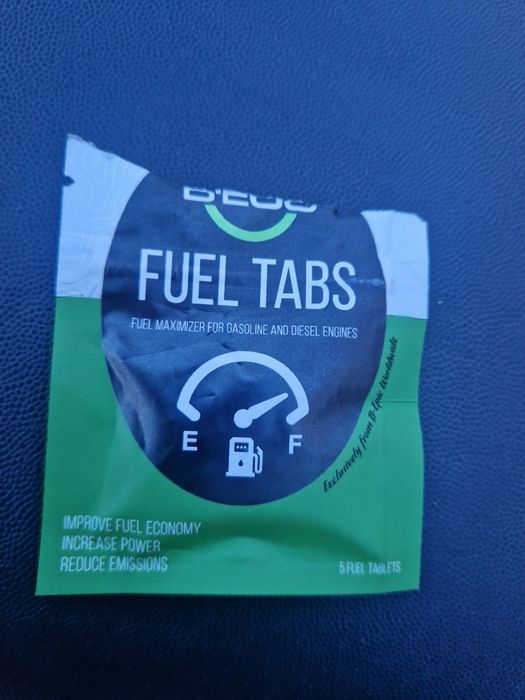 B·ECO
FUEL TABS
FUEL MAXIMIZER FOR GASOLINE AND DIESEL ENGINES
E F
Exclusively from B-Epic Worldwide
IMPROVE FUEL ECONOMY
INCREASE POWER
REDUCE EMISSIONS
5 FUEL TABLETS